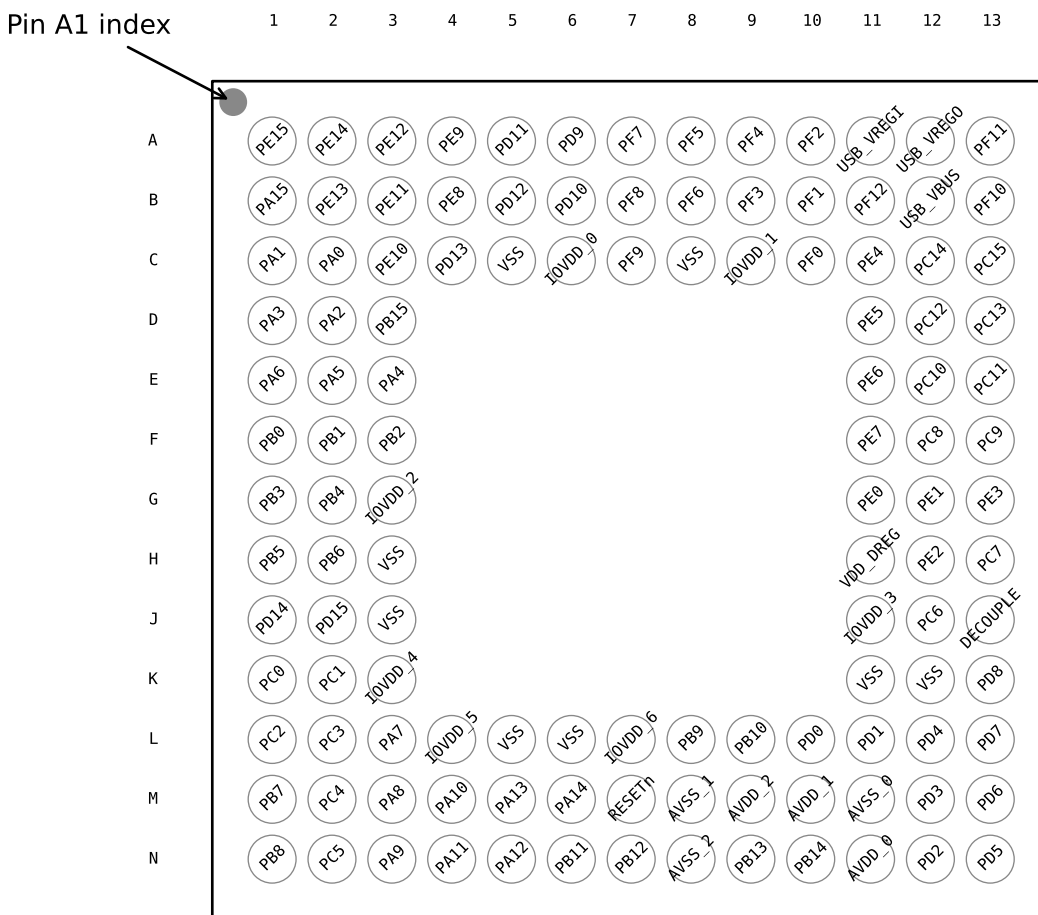 Pin A1 index
1 2 3 4 5 6 7 8 9 10 11 12 13
A PE15 PE14 PE12 PE9 PD11 PD9 PF7 PF5 PF4 PF2 USB_VREGI USB_VREGO PF11
B PA15 PE13 PE11 PE8 PD12 PD10 PF8 PF6 PF3 PF1 PF12 USB_VBUS PF10
C PA1 PA0 PE10 PD13 VSS IOVDD_0 PF9 VSS IOVDD_1 PF0 PE4 PC14 PC15
D PA3 PA2 PB15 PE5 PC12 PC13
E PA6 PA5 PA4 PE6 PC10 PC11
F PB0 PB1 PB2 PE7 PC8 PC9
G PB3 PB4 IOVDD_2 PE0 PE1 PE3
H PB5 PB6 VSS VDD_DREG PE2 PC7
J PD14 PD15 VSS IOVDD_3 PC6 DECOUPLE
K PC0 PC1 IOVDD_4 VSS VSS PD8
L PC2 PC3 PA7 IOVDD_5 VSS VSS IOVDD_6 PB9 PB10 PD0 PD1 PD4 PD7
M PB7 PC4 PA8 PA10 PA13 PA14 RESETn AVSS_1 AVDD_2 AVDD_1 AVSS_0 PD3 PD6
N PB8 PC5 PA9 PA11 PA12 PB11 PB12 AVSS_2 PB13 PB14 AVDD_0 PD2 PD5